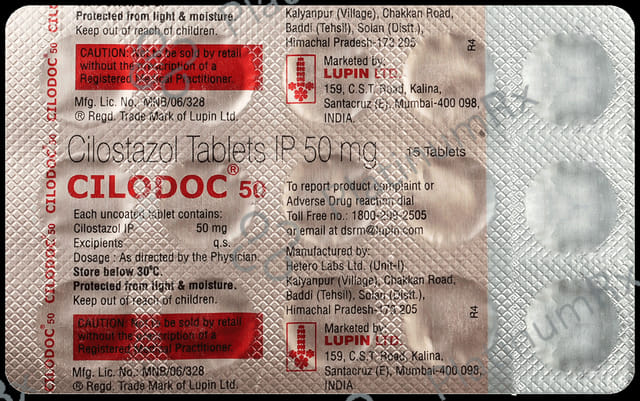 Protected from light & moisture.
Keep out of reach of children.
CAUTION: Not to be sold by retail
without the prescription of a
Registered Medical Practitioner.
Mfg. Lic. No.: MNB/06/328
® Regd. Trade Mark of Lupin Ltd.
Kalyanpur (Village), Chakkan Road,
Baddi (Tehsil), Solan (Distt.),
Himachal Pradesh-173 205
R4
Marketed by:
LUPIN LTD.
159, C.S.T. Road, Kalina,
Santacruz (E), Mumbai-400 098,
INDIA.
Cilostazol Tablets IP 50 mg
15 Tablets
CILODOC® 50
Each uncoated tablet contains:
Cilostazol IP 50 mg
Excipients q.s.
Dosage : As directed by the Physician.
Store below 30°C.
Protected from light & moisture.
Keep out of reach of children.
CAUTION: Not to be sold by retail
without the prescription of a
Registered Medical Practitioner.
Mfg. Lic. No.: MNB/06/328
® Regd. Trade Mark of Lupin Ltd.
To report product complaint or
Adverse Drug reaction dial
Toll Free no.: 1800-299-2505
or email at dsrm@lupin.com
Manufactured by:
Hetero Labs Ltd. (Unit-I)
Kalyanpur (Village), Chakkan Road,
Baddi (Tehsil), Solan (Distt.),
Himachal Pradesh-173 205
R4
Marketed by:
LUPIN LTD.
159, C.S.T. Road, Kalina,
Santacruz (E), Mumbai-400 098,
INDIA
CILODOC® 50
CILODOC® 50
CILODOC® 50
CILODOC® 50